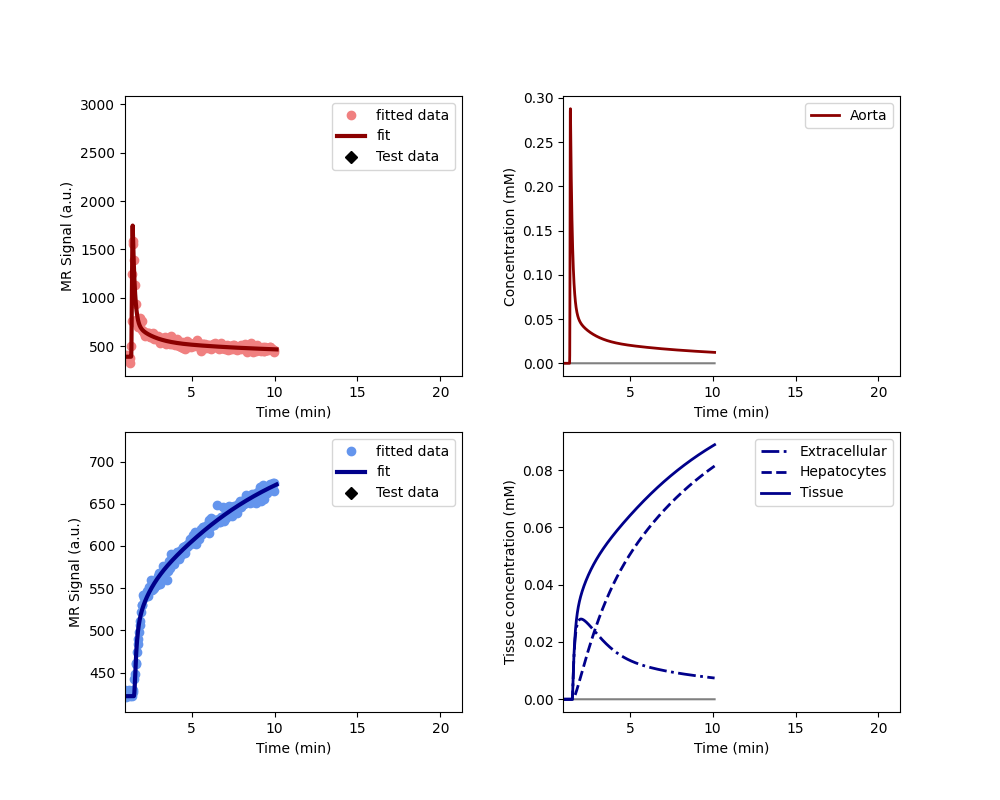 3000
2500
2000
1500
1000
500
MR Signal (a.u.)
5 10 15 20
Time (min)
fitted data
fit
Test data
0.30
0.25
0.20
0.15
0.10
0.05
0.00
Concentration (mM)
5 10 15 20
Time (min)
Aorta
700
650
600
550
500
450
MR Signal (a.u.)
5 10 15 20
Time (min)
fitted data
fit
Test data
0.08
0.06
0.04
0.02
0.00
Tissue concentration (mM)
5 10 15 20
Time (min)
Extracellular
Hepatocytes
Tissue